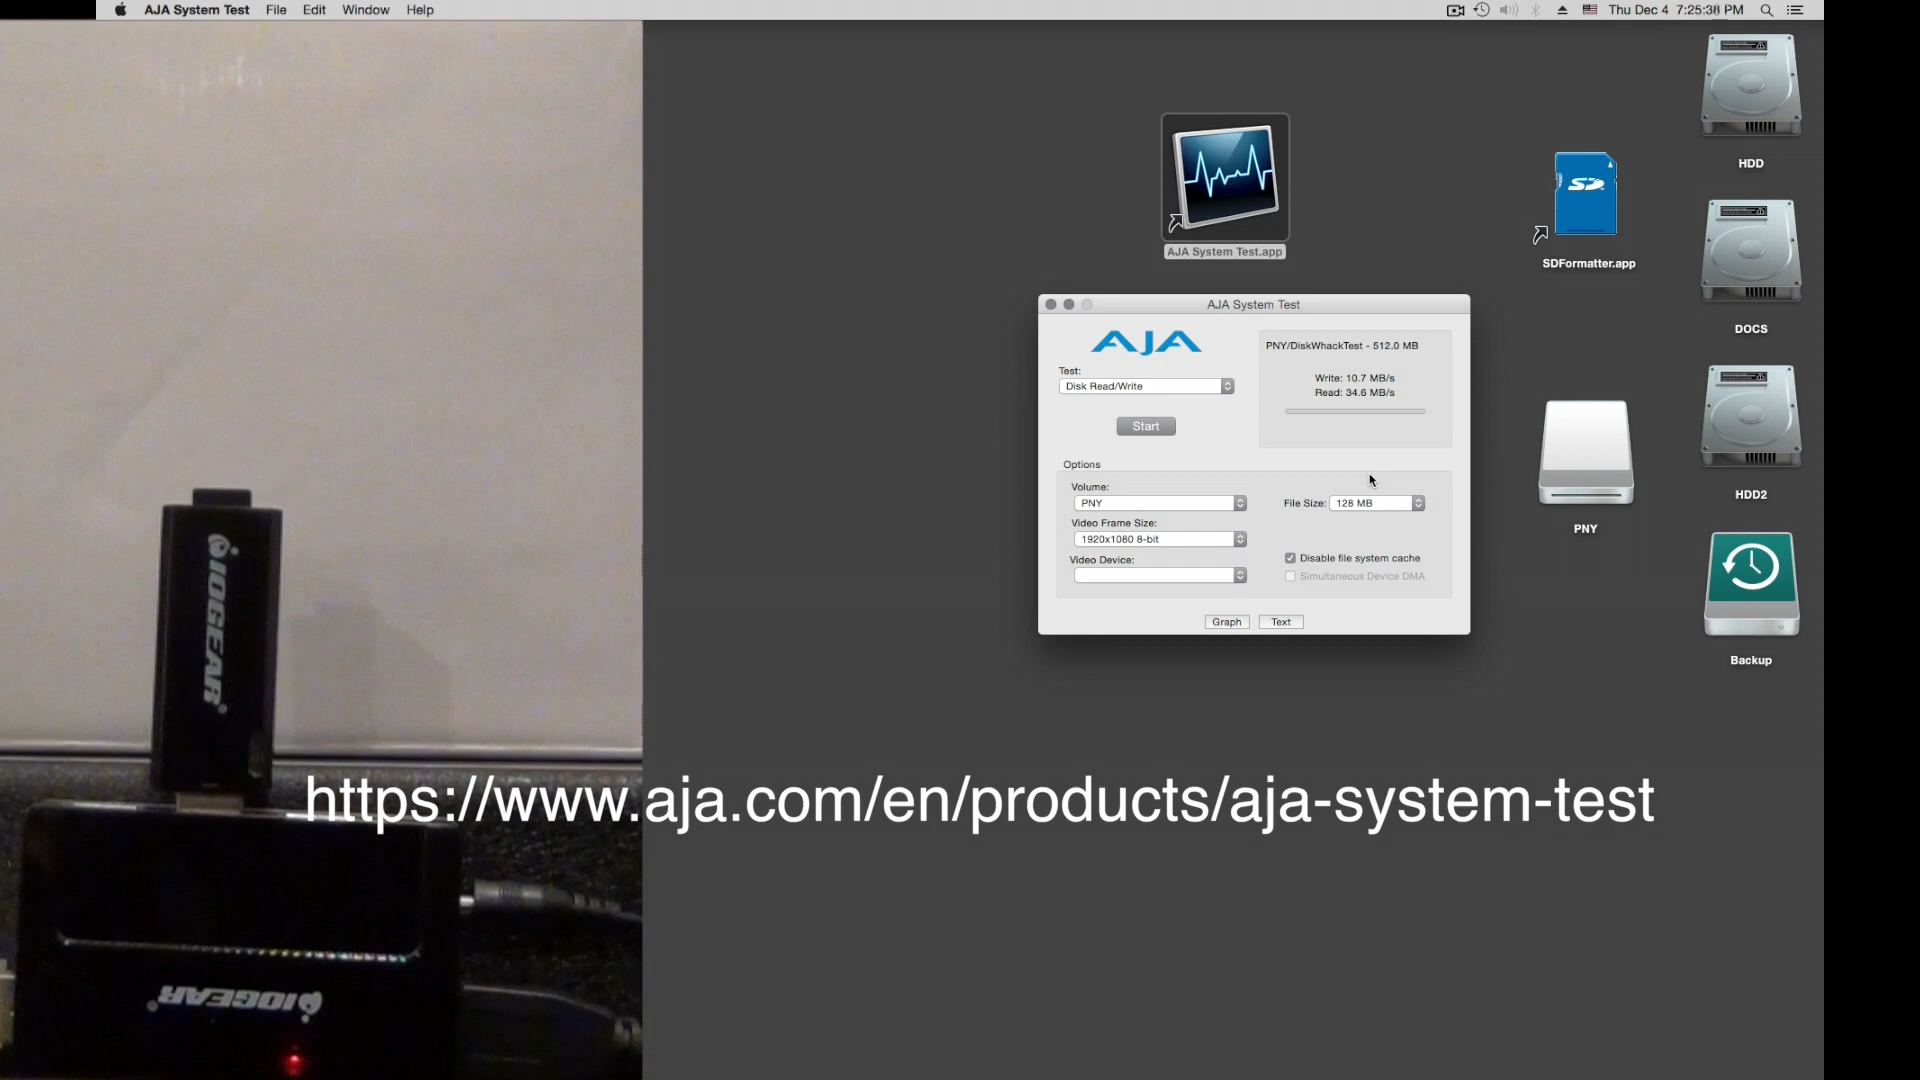 AJA System Test File Edit Window Help
Thu Dec 4 7:25:38 PM
HDD
AJA System Test.app
SDFormatter.app
DOCS
AJA System Test
AJA
PNY/DiskWhackTest - 512.0 MB
Test:
Disk Read/Write
Write: 10.7 MB/s
Read: 34.6 MB/s
Start
Options
Volume:
PNY
File Size: 128 MB
Video Frame Size:
1920x1080 8-bit
Video Device:
Disable file system cache
Simultaneous Device DMA
Graph
Text
PNY
HDD2
Backup
IOGEAR
https://www.aja.com/en/products/aja-system-test
IOGEAR